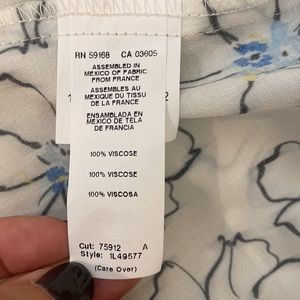 RN 59168 CA 03605
ASSEMBLED IN
MEXICO OF FABRIC
FROM FRANCE
ASSEMBLES AU
MEXIQUE DU TISSU
DE LA FRANCE
ENSAMBLADA EN
MEXICO DE TELA
DE FRANCIA
100% VISCOSE
100% VISCOSE
100% VISCOSA
Cut: 75912 A
Style: 1L49577
(Care Over)